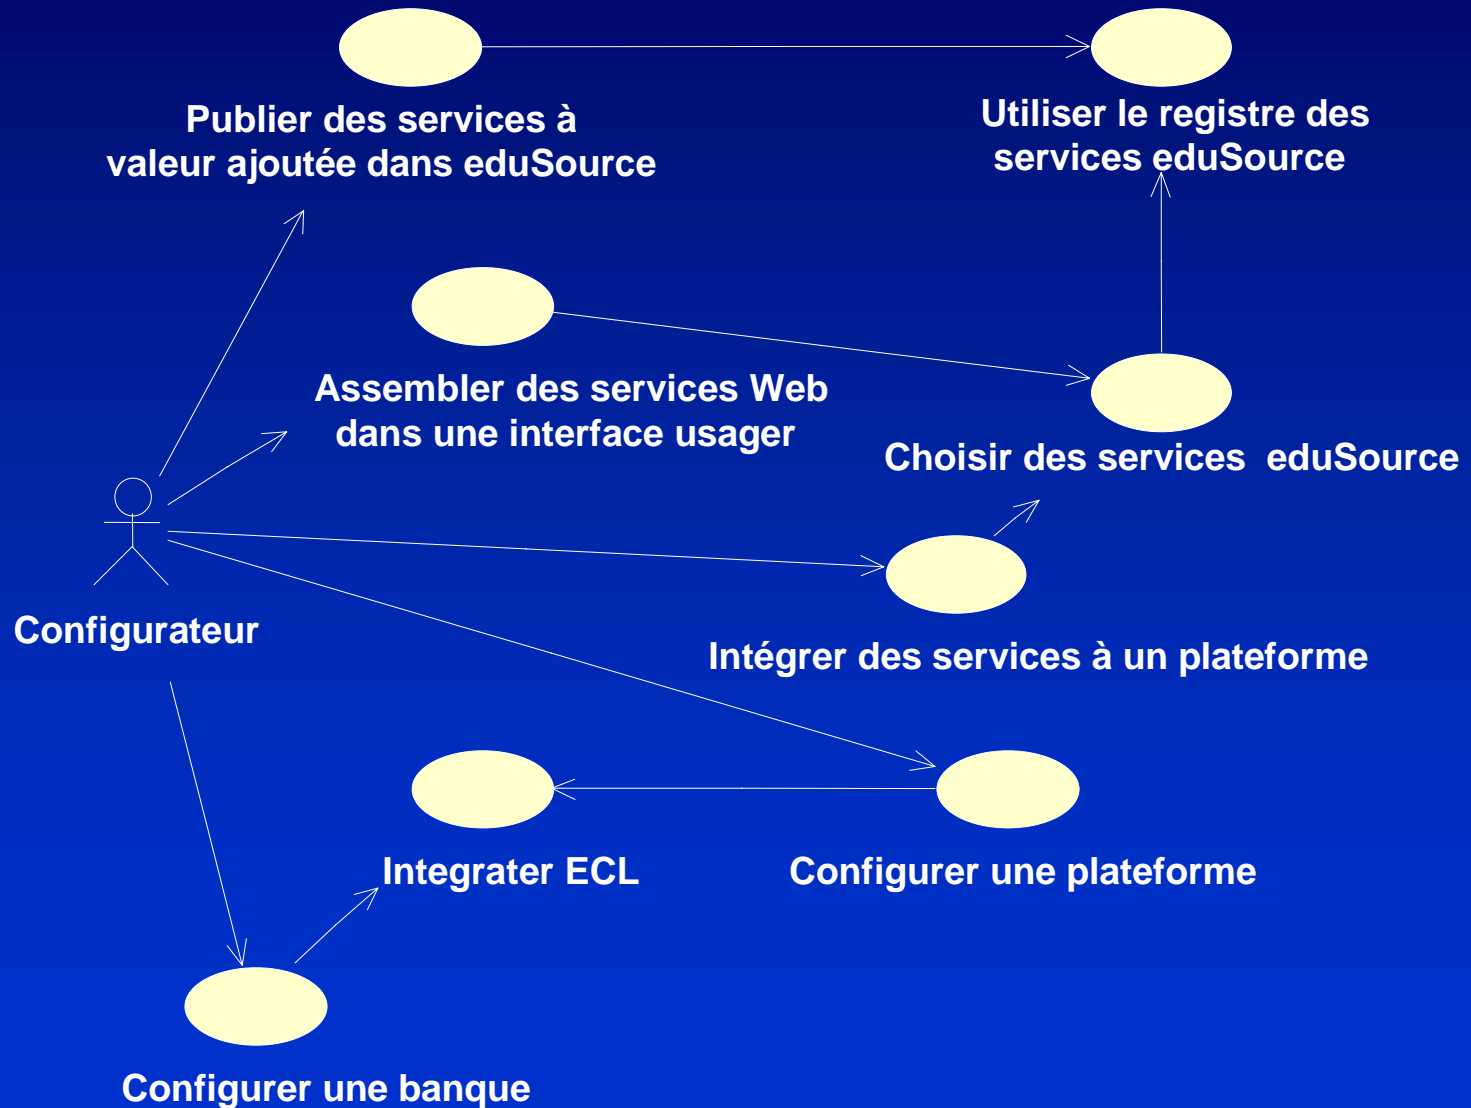 Publier des services à
valeur ajoutée dans eduSource
Utiliser le registre des
services eduSource
Assembler des services Web
dans une interface usager
Choisir des services  eduSource
Configurateur
Intégrer des services à un plateforme
Integrater ECL
Configurer une plateforme
Configurer une banque